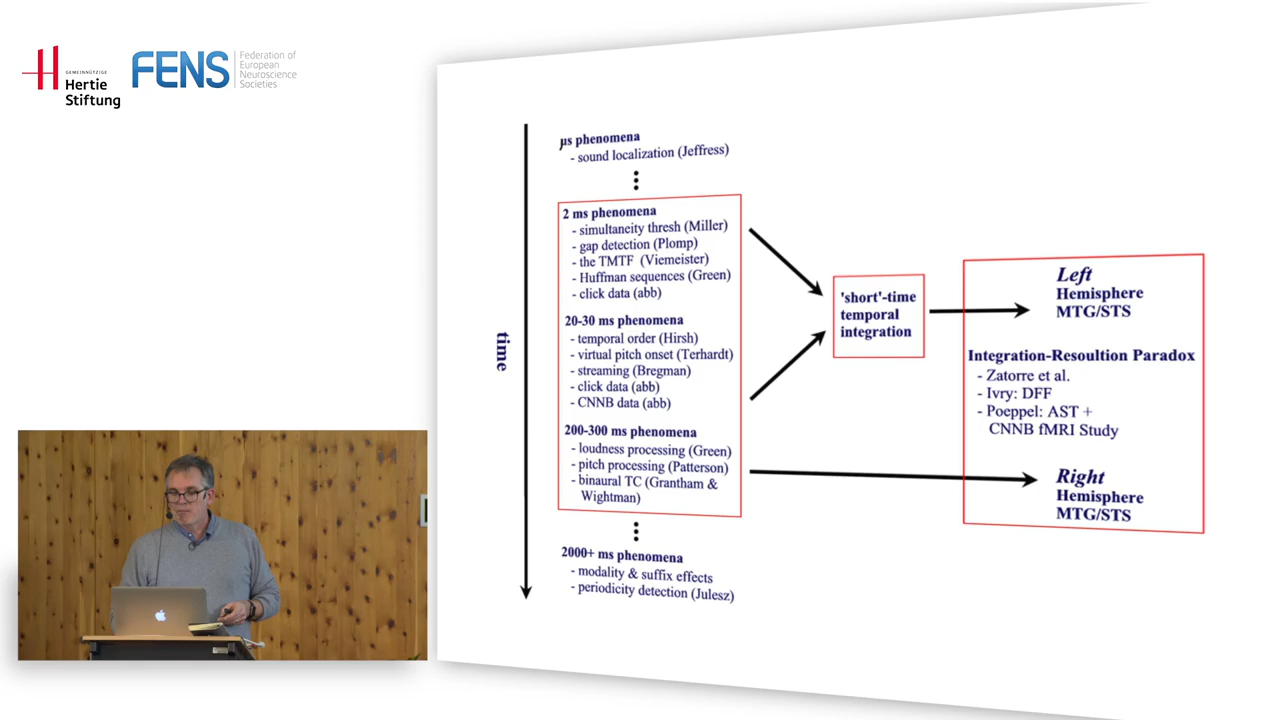 GEMEINNÜTZIGE
Hertie
Stiftung
FENS
Federation of
European
Neuroscience
Societies
time
µs phenomena
- sound localization (Jeffress)
2 ms phenomena
- simultaneity thresh (Miller)
- gap detection (Plomp)
- the TMTF (Viemeister)
- Huffman sequences (Green)
- click data (abb)
20-30 ms phenomena
- temporal order (Hirsh)
- virtual pitch onset (Terhardt)
- streaming (Bregman)
- click data (abb)
- CNNB data (abb)
200-300 ms phenomena
- loudness processing (Green)
- pitch processing (Patterson)
- binaural TC (Grantham &
Wightman)
2000+ ms phenomena
- modality & suffix effects
- periodicity detection (Julesz)
'short'-time
temporal
integration
Left
Hemisphere
MTG/STS
Integration-Resoultion Paradox
- Zatorre et al.
- Ivry: DFF
- Poeppel: AST +
CNNB fMRI Study
Right
Hemisphere
MTG/STS